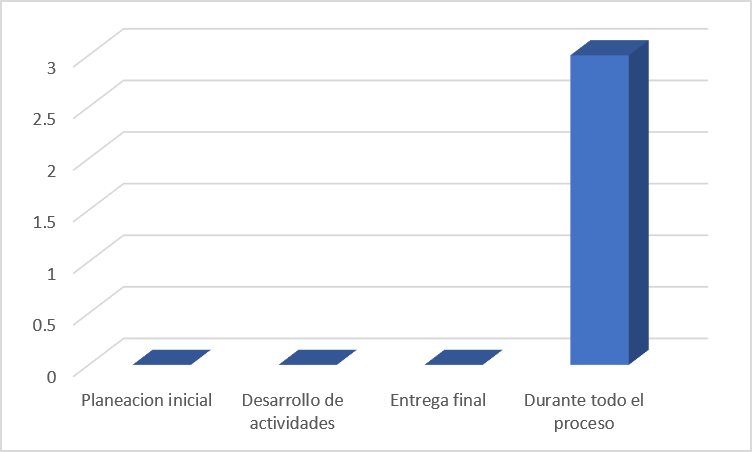 3
2.5
2
1.5
1
0.5
0
Planeacion inicial
Desarrollo de
actividades
Entrega final
Durante todo el
proceso